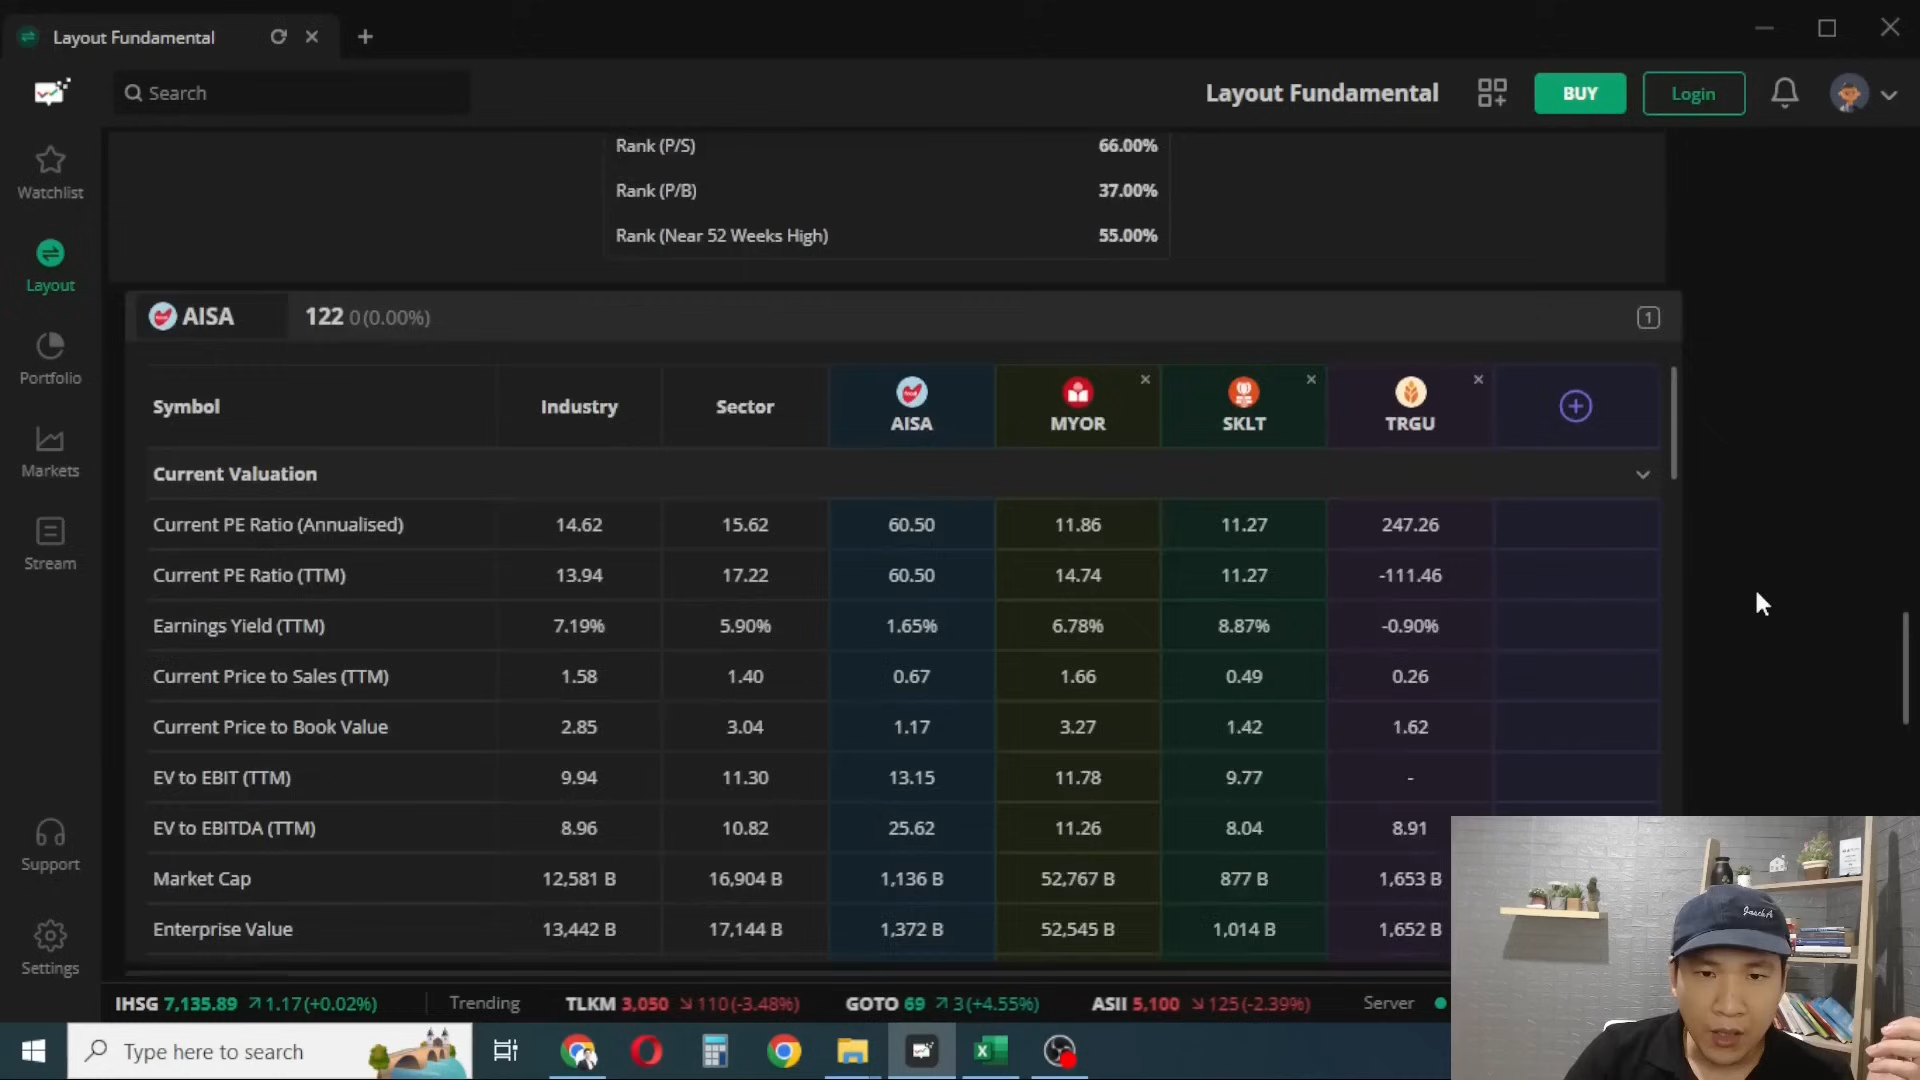 Layout Fundamental
Search
Layout Fundamental
BUY
Login
Watchlist
Layout
Portfolio
Markets
Stream
Support
Settings
Rank (P/S) 66.00%
Rank (P/B) 37.00%
Rank (Near 52 Weeks High) 55.00%
AISA 122 0(0.00%) 1
Symbol Industry Sector AISA MYOR SKLT TRGU
Current Valuation
Current PE Ratio (Annualised) 14.62 15.62 60.50 11.86 11.27 247.26
Current PE Ratio (TTM) 13.94 17.22 60.50 14.74 11.27 -111.46
Earnings Yield (TTM) 7.19% 5.90% 1.65% 6.78% 8.87% -0.90%
Current Price to Sales (TTM) 1.58 1.40 0.67 1.66 0.49 0.26
Current Price to Book Value 2.85 3.04 1.17 3.27 1.42 1.62
EV to EBIT (TTM) 9.94 11.30 13.15 11.78 9.77 -
EV to EBITDA (TTM) 8.96 10.82 25.62 11.26 8.04 8.91
Market Cap 12,581 B 16,904 B 1,136 B 52,767 B 877 B 1,653 B
Enterprise Value 13,442 B 17,144 B 1,372 B 52,545 B 1,014 B 1,652 B
IHSG 7,135.89 1.17(+0.02%) Trending TLKM 3,050 110(-3.48%) GOTO 69 3(+4.55%) ASII 5,100 125(-2.39%) Server
Type here to search